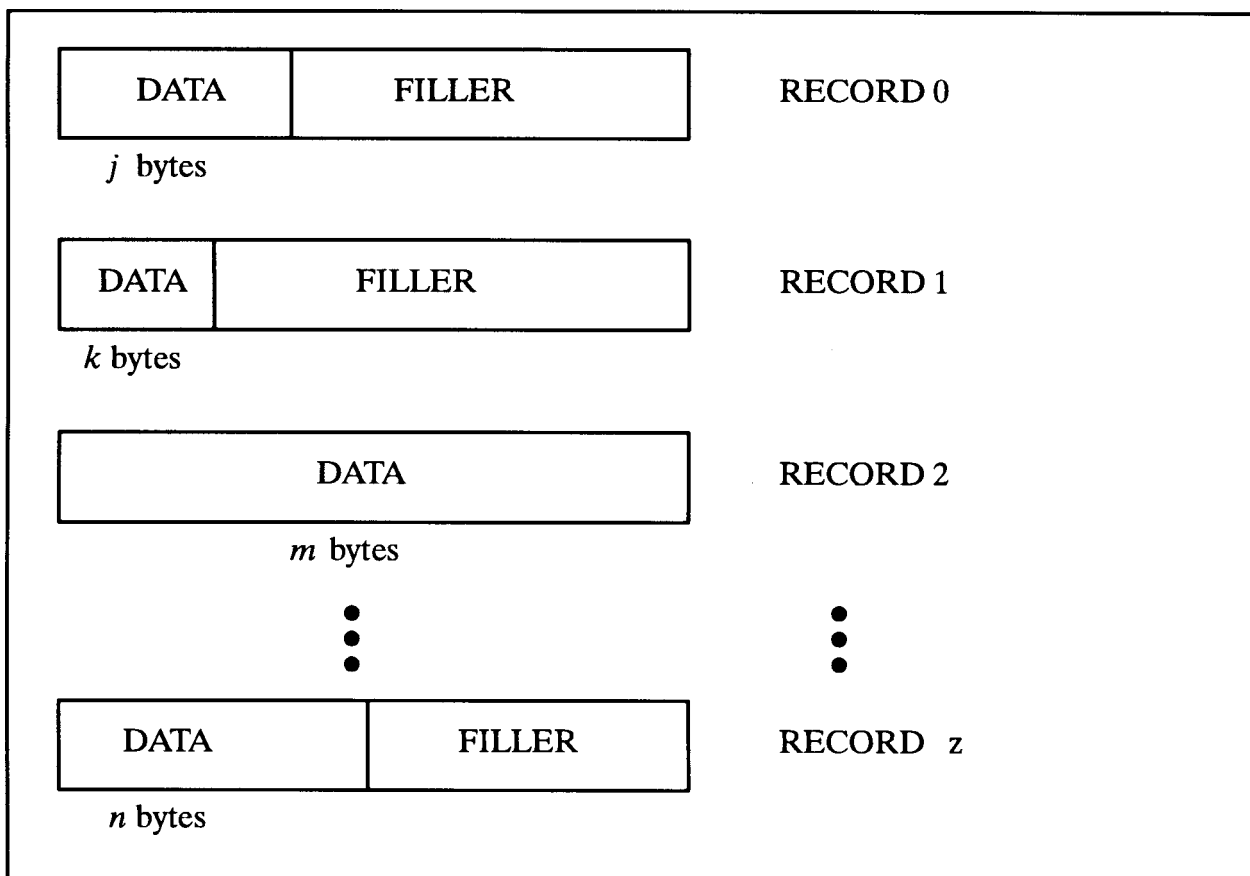 DATA FILLER RECORD 0
j bytes
DATA FILLER RECORD 1
k bytes
DATA RECORD 2
m bytes
DATA FILLER RECORD z
n bytes